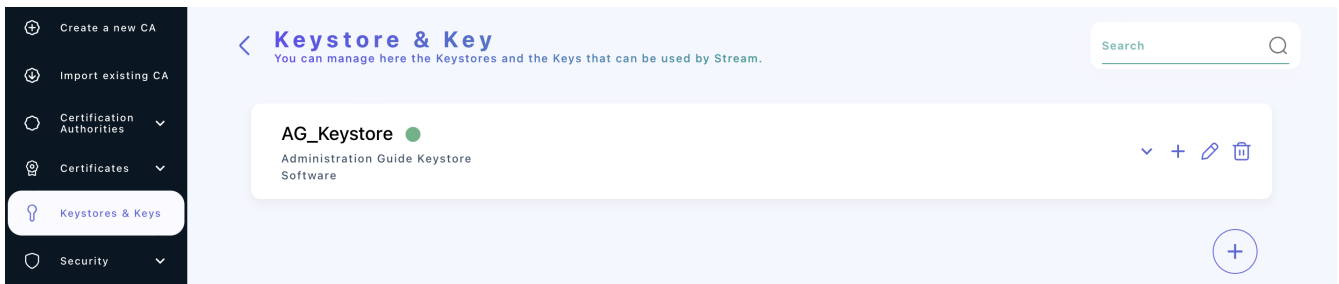 Create a new CA
Import existing CA
Certification
Authorities
Certificates
Keystores & Keys
Security
Keystore & Key
You can manage here the Keystores and the Keys that can be used by Stream.
Search
AG_Keystore
Administration Guide Keystore
Software